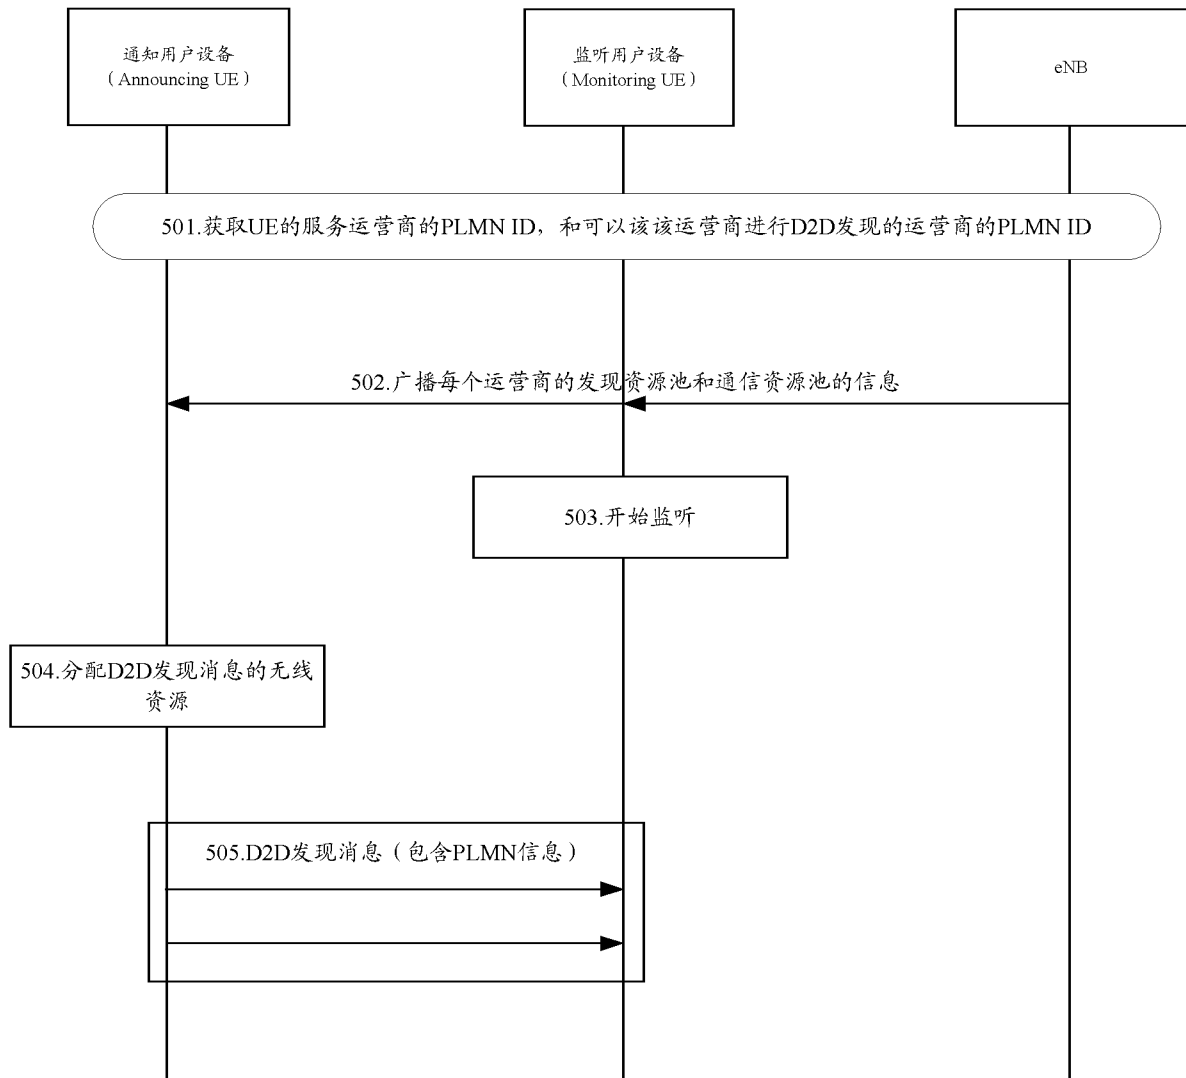 通知用户设备
（Announcing UE）
监听用户设备
（Monitoring UE）
eNB
501.获取UE的服务运营商的PLMN ID，和可以该该运营商进行D2D发现的运营商的PLMN ID
502.广播每个运营商的发现资源池和通信资源池的信息
503.开始监听
504.分配D2D发现消息的无线
资源
505.D2D发现消息（包含PLMN信息）